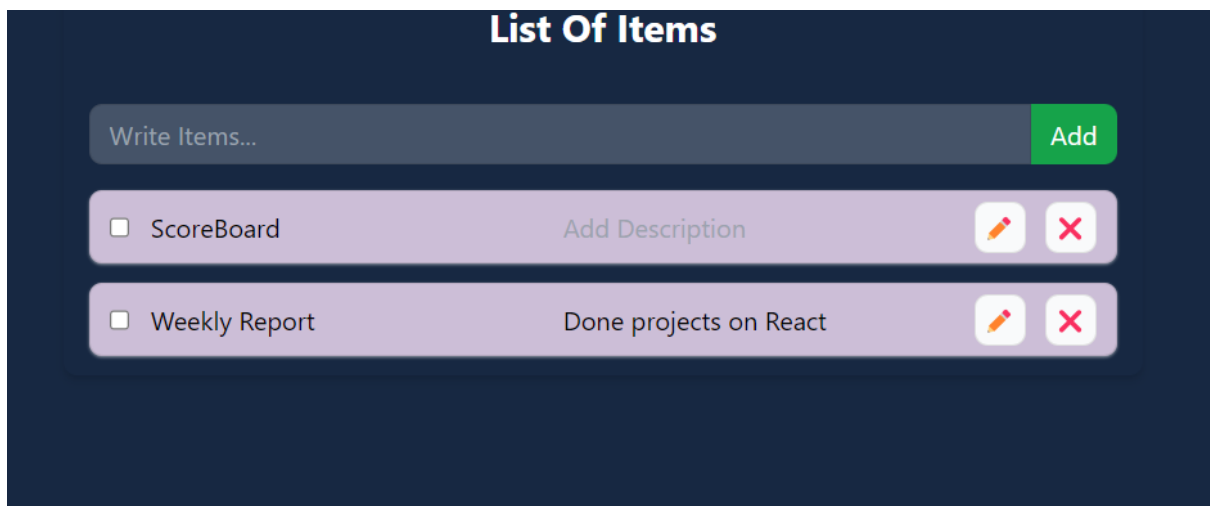 List Of Items
Write Items...
Add
ScoreBoard
Add Description
Weekly Report
Done projects on React